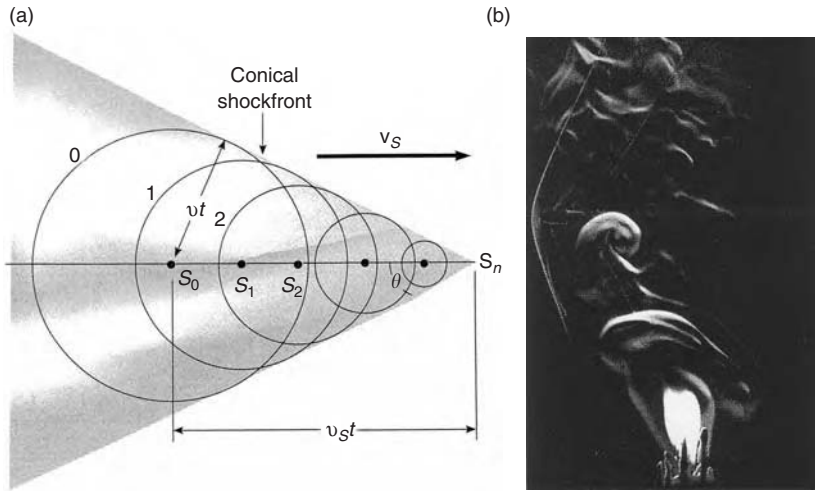 (a)
(b)
Conical
shockfront
v_S
0
1
2
υt
S_0
S_1
S_2
θ
S_n
υ_St